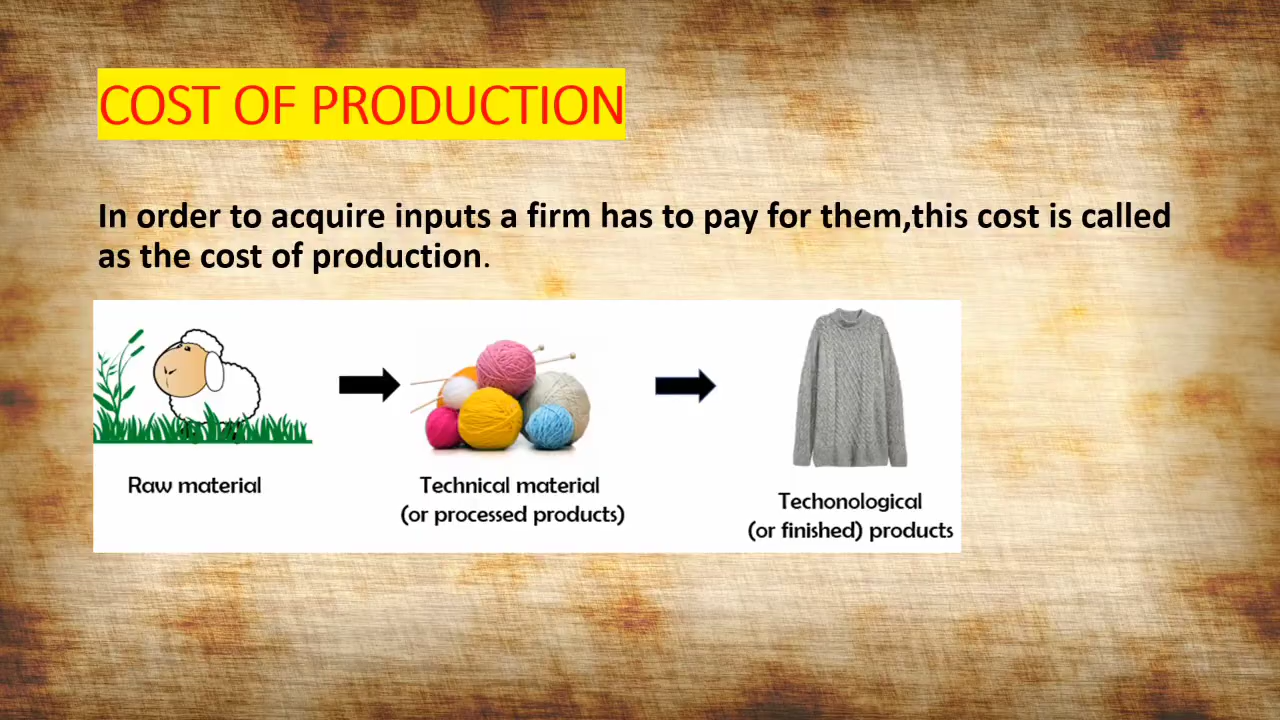 COST OF PRODUCTION
In order to acquire inputs a firm has to pay for them,this cost is called
as the cost of production.
Raw material
Technical material
(or processed products)
Techonological
(or finished) products